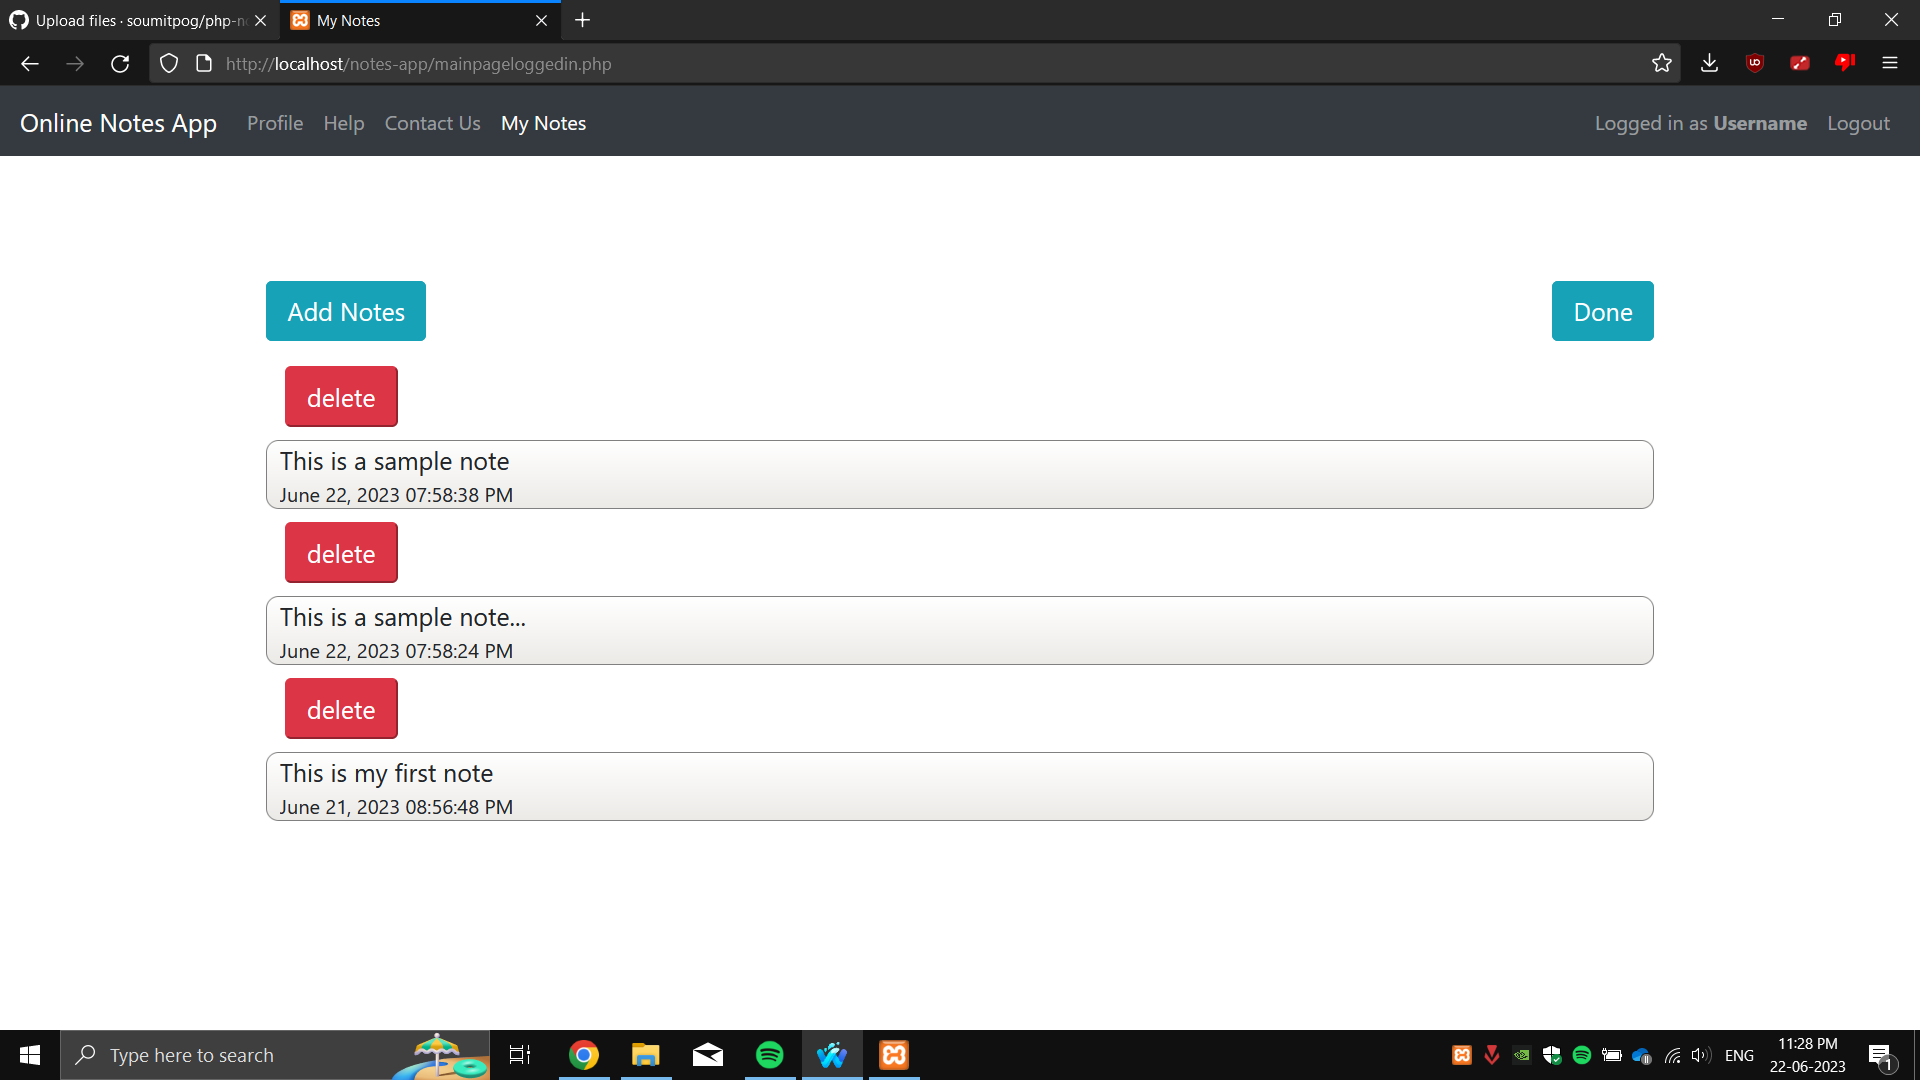 Upload files · soumitpog/php-n
My Notes
http://localhost/notes-app/mainpageloggedin.php
Online Notes App Profile Help Contact Us My Notes Logged in as Username Logout
Add Notes Done
delete
This is a sample note
June 22, 2023 07:58:38 PM
delete
This is a sample note...
June 22, 2023 07:58:24 PM
delete
This is my first note
June 21, 2023 08:56:48 PM
Type here to search
ENG
11:28 PM
22-06-2023
1